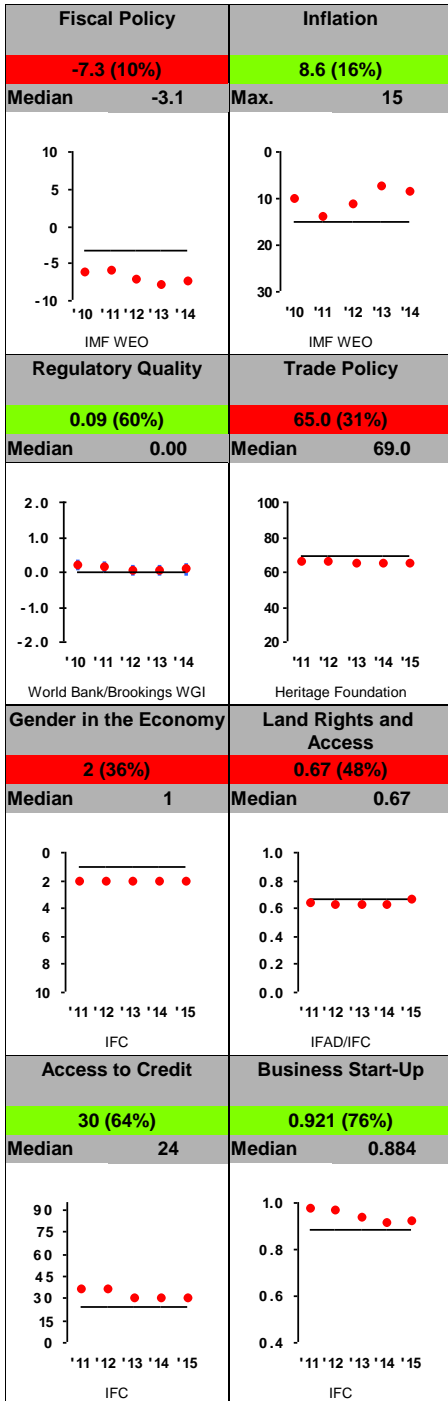 Fiscal Policy
-7.3 (10%)
Median -3.1
10
5
0
-5
-10
'10 '11 '12 '13 '14
IMF WEO
Inflation
8.6 (16%)
Max. 15
0
10
20
30
'10 '11 '12 '13 '14
IMF WEO
Regulatory Quality
0.09 (60%)
Median 0.00
2.0
1.0
0.0
-1.0
-2.0
'10 '11 '12 '13 '14
World Bank/Brookings WGI
Trade Policy
65.0 (31%)
Median 69.0
100
80
60
40
20
'11 '12 '13 '14 '15
Heritage Foundation
Gender in the Economy
2 (36%)
Median 1
0
2
4
6
8
10
'11 '12 '13 '14 '15
IFC
Land Rights and
Access
0.67 (48%)
Median 0.67
1.0
0.8
0.6
0.4
0.2
0.0
'11 '12 '13 '14 '15
IFAD/IFC
Access to Credit
30 (64%)
Median 24
90
75
60
45
30
15
0
'11 '12 '13 '14 '15
IFC
Business Start-Up
0.921 (76%)
Median 0.884
1.0
0.8
0.6
0.4
'11 '12 '13 '14 '15
IFC